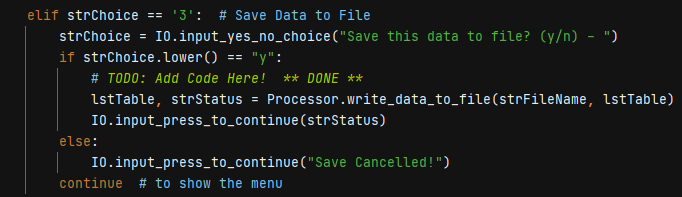 elif strChoice == '3':  # Save Data to File
    strChoice = IO.input_yes_no_choice("Save this data to file? (y/n) – ")
    if strChoice.lower() == "y":
        # TODO: Add Code Here!  ** DONE **
        lstTable, strStatus = Processor.write_data_to_file(strFileName, lstTable)
        IO.input_press_to_continue(strStatus)
    else:
        IO.input_press_to_continue("Save Cancelled!")
    continue  # to show the menu